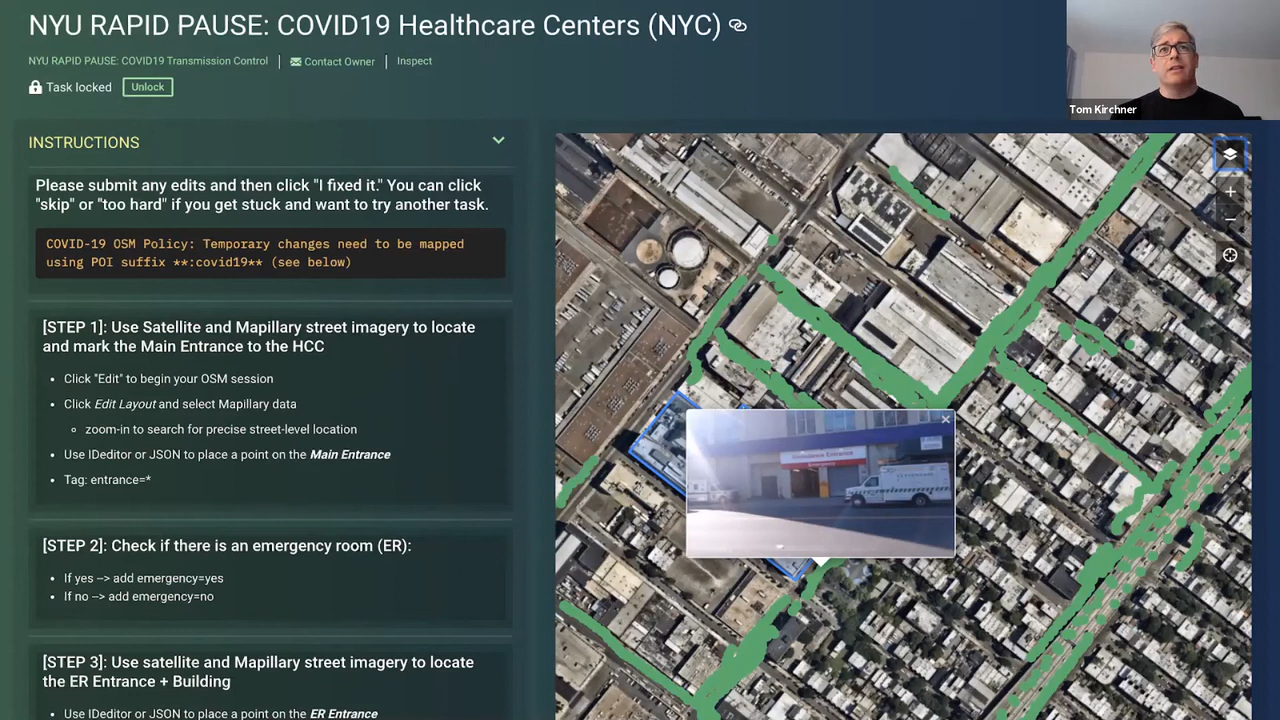 NYU RAPID PAUSE: COVID19 Healthcare Centers (NYC)
NYU RAPID PAUSE: COVID19 Transmission Control
Contact Owner
Inspect
Task locked
Unlock
Tom Kirchner
INSTRUCTIONS
Please submit any edits and then click "I fixed it." You can click
"skip" or "too hard" if you get stuck and want to try another task.
COVID-19 OSM Policy: Temporary changes need to be mapped
using POI suffix **:covid19** (see below)
[STEP 1]: Use Satellite and Mapillary street imagery to locate
and mark the Main Entrance to the HCC
• Click "Edit" to begin your OSM session
• Click Edit Layout and select Mapillary data
◦ zoom-in to search for precise street-level location
• Use IDeditor or JSON to place a point on the Main Entrance
• Tag: entrance=*
[STEP 2]: Check if there is an emergency room (ER):
• If yes --> add emergency=yes
• If no --> add emergency=no
[STEP 3]: Use satellite and Mapillary street imagery to locate
the ER Entrance + Building
• Use IDeditor or JSON to place a point on the ER Entrance
Ambulance Entrance
Emergency